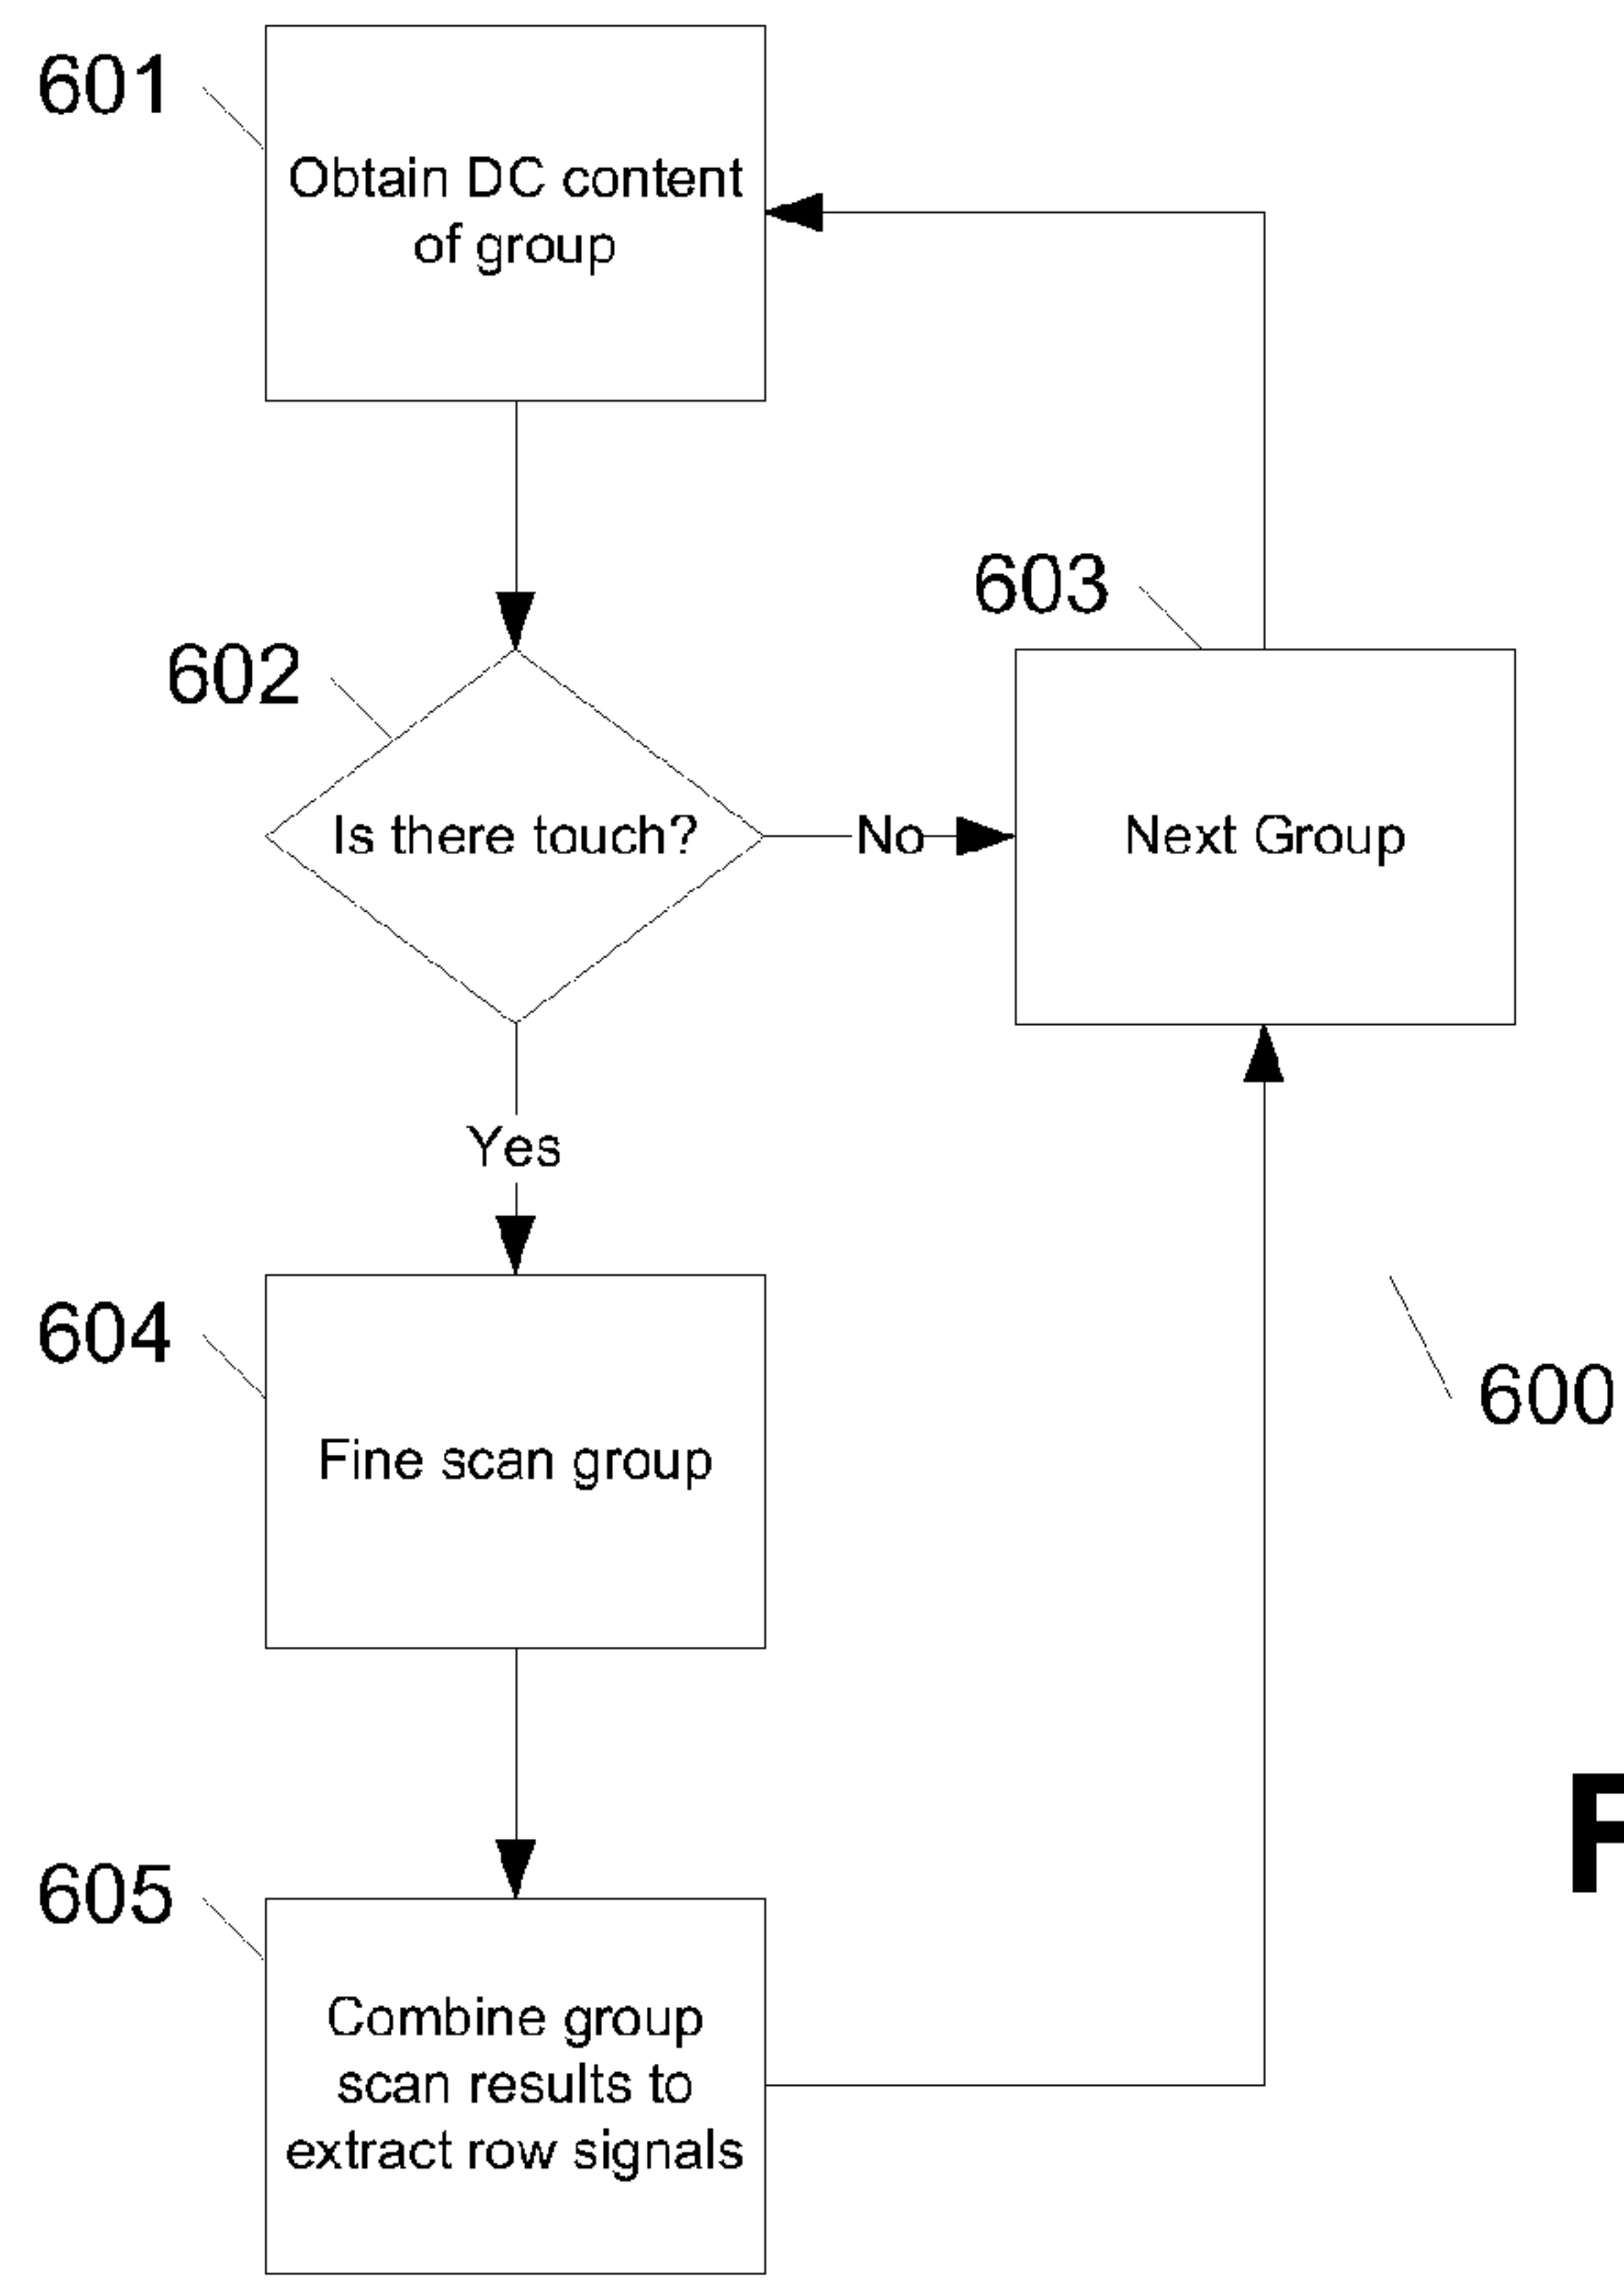 601
Obtain DC content
of group
602
Is there touch?
No
603
Next Group
Yes
604
Fine scan group
600
605
Combine group
scan results to
extract row signals